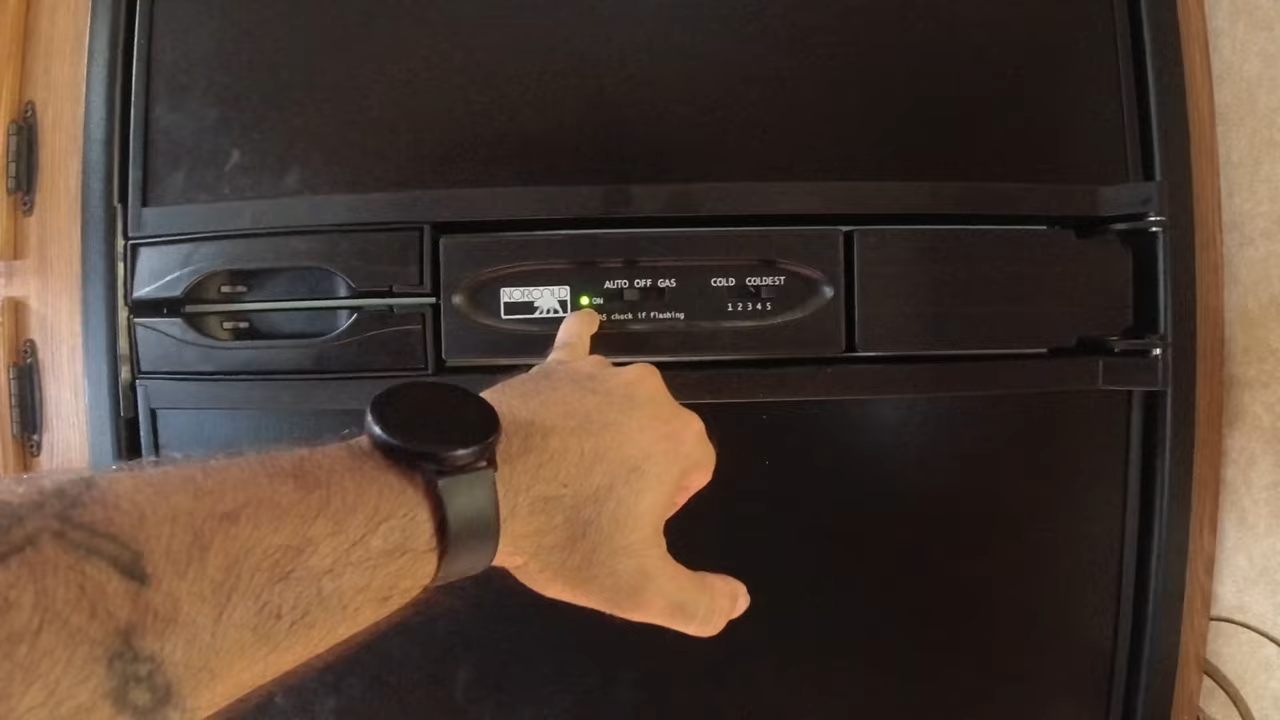 NORCOLD
ON
AUTO OFF GAS
check if flashing
COLD COLDEST
1 2 3 4 5